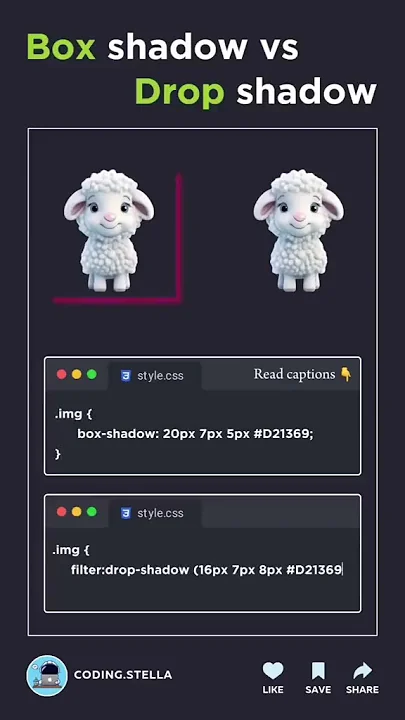 Box shadow vs
Drop shadow
style.css
Read captions 👇
.img {
box-shadow: 20px 7px 5px #D21369;
}
style.css
.img {
filter:drop-shadow (16px 7px 8px #D21369
CODING.STELLA
LIKE
SAVE
SHARE